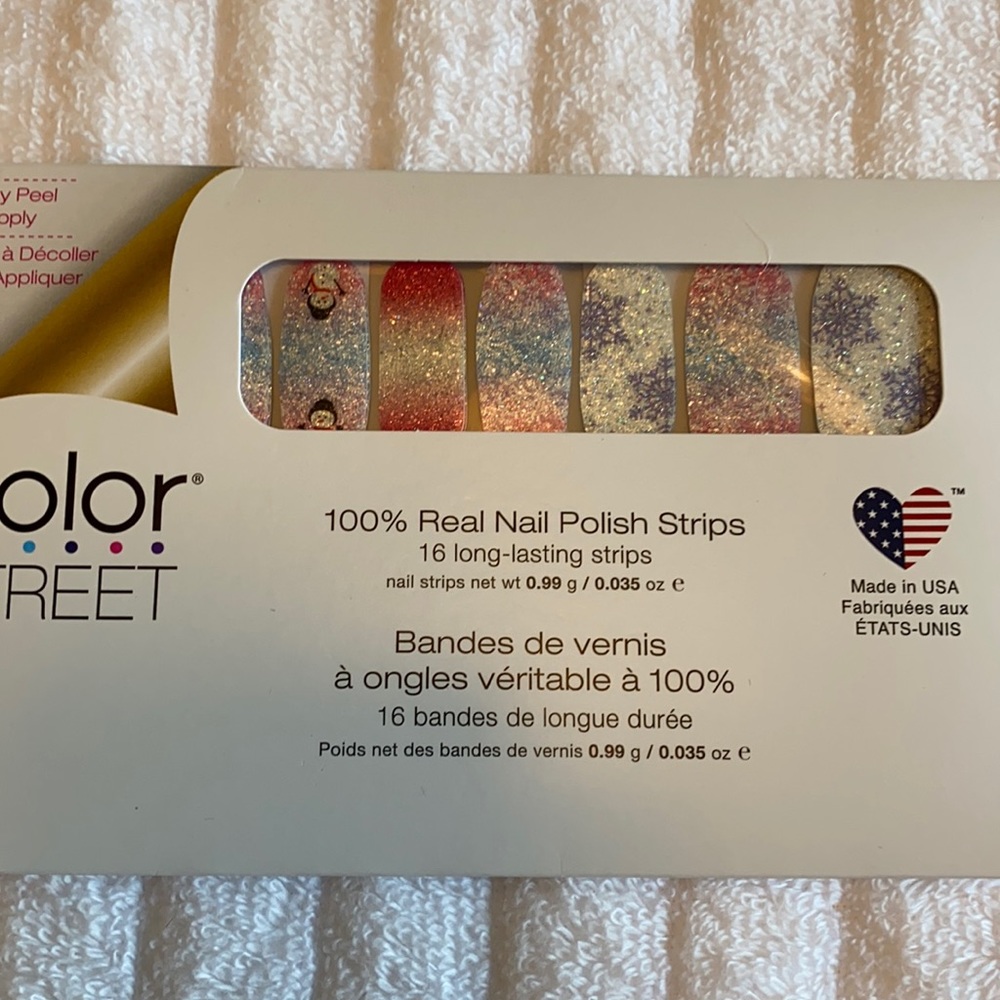 y Peel
pply
à Décoller
Appliquer
olor®
TREET
100% Real Nail Polish Strips
16 long-lasting strips
nail strips net wt 0.99 g / 0.035 oz e
Bandes de vernis
à ongles véritable à 100%
16 bandes de longue durée
Poids net des bandes de vernis 0.99 g / 0.035 oz e
TM
Made in USA
Fabriquées aux
ÉTATS-UNIS